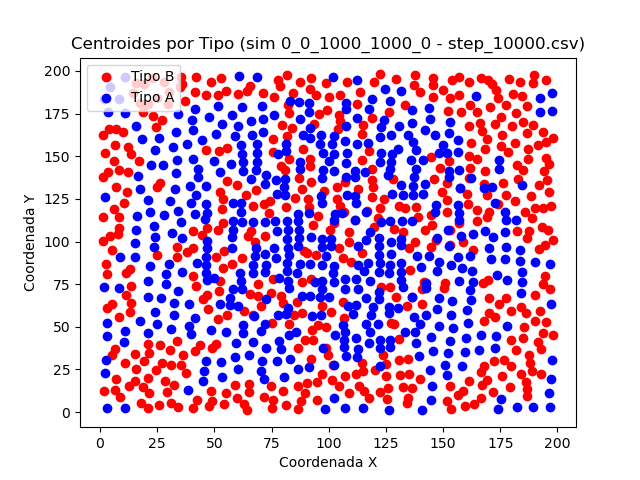 Centroides por Tipo (sim 0_0_1000_1000_0 - step_10000.csv)
Tipo B
Tipo A
Coordenada Y
200
175
150
125
100
75
50
25
0
0 25 50 75 100 125 150 175 200
Coordenada X